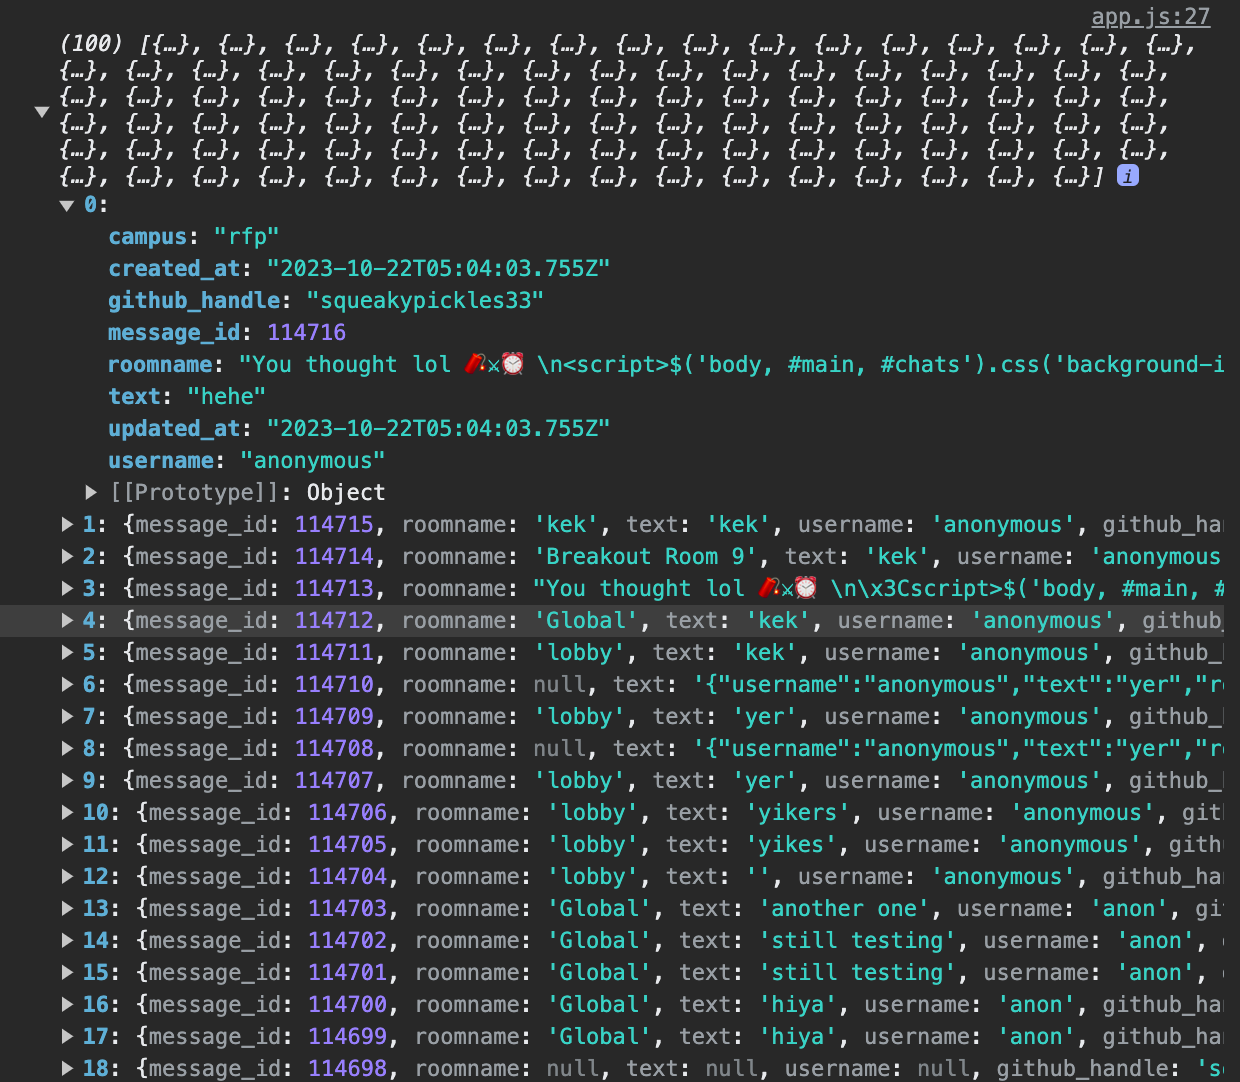 app.js:27
(100) [{…}, {…}, {…}, {…}, {…}, {…}, {…}, {…}, {…}, {…}, {…}, {…}, {…}, {…}, {…}, {…},
{…}, {…}, {…}, {…}, {…}, {…}, {…}, {…}, {…}, {…}, {…}, {…}, {…}, {…}, {…}, {…}, {…},
{…}, {…}, {…}, {…}, {…}, {…}, {…}, {…}, {…}, {…}, {…}, {…}, {…}, {…}, {…}, {…}, {…},
{…}, {…}, {…}, {…}, {…}, {…}, {…}, {…}, {…}, {…}, {…}, {…}, {…}, {…}, {…}, {…}, {…},
{…}, {…}, {…}, {…}, {…}, {…}, {…}, {…}, {…}, {…}, {…}, {…}, {…}, {…}, {…}, {…}, {…},
{…}, {…}, {…}, {…}, {…}, {…}, {…}, {…}, {…}, {…}, {…}, {…}, {…}, {…}, {…}, {…}] i
0:
campus: "rfp"
created_at: "2023-10-22T05:04:03.755Z"
github_handle: "squeakypickles33"
message_id: 114716
roomname: "You thought lol 🧨⚔⏰ \n<script>$('body, #main, #chats').css('background-i
text: "hehe"
updated_at: "2023-10-22T05:04:03.755Z"
username: "anonymous"
[[Prototype]]: Object
1: {message_id: 114715, roomname: 'kek', text: 'kek', username: 'anonymous', github_ha
2: {message_id: 114714, roomname: 'Breakout Room 9', text: 'kek', username: 'anonymous
3: {message_id: 114713, roomname: "You thought lol 🧨⚔⏰ \n\x3Cscript>$('body, #main, #
4: {message_id: 114712, roomname: 'Global', text: 'kek', username: 'anonymous', github_
5: {message_id: 114711, roomname: 'lobby', text: 'kek', username: 'anonymous', github_
6: {message_id: 114710, roomname: null, text: '{"username":"anonymous","text":"yer","r
7: {message_id: 114709, roomname: 'lobby', text: 'yer', username: 'anonymous', github_
8: {message_id: 114708, roomname: null, text: '{"username":"anonymous","text":"yer","r
9: {message_id: 114707, roomname: 'lobby', text: 'yer', username: 'anonymous', github_
10: {message_id: 114706, roomname: 'lobby', text: 'yikers', username: 'anonymous', git
11: {message_id: 114705, roomname: 'lobby', text: 'yikes', username: 'anonymous', gith
12: {message_id: 114704, roomname: 'lobby', text: '', username: 'anonymous', github_ha
13: {message_id: 114703, roomname: 'Global', text: 'another one', username: 'anon', gi
14: {message_id: 114702, roomname: 'Global', text: 'still testing', username: 'anon',
15: {message_id: 114701, roomname: 'Global', text: 'still testing', username: 'anon',
16: {message_id: 114700, roomname: 'Global', text: 'hiya', username: 'anon', github_ha
17: {message_id: 114699, roomname: 'Global', text: 'hiya', username: 'anon', github_ha
18: {message_id: 114698, roomname: null, text: null, username: null, github_handle: 's